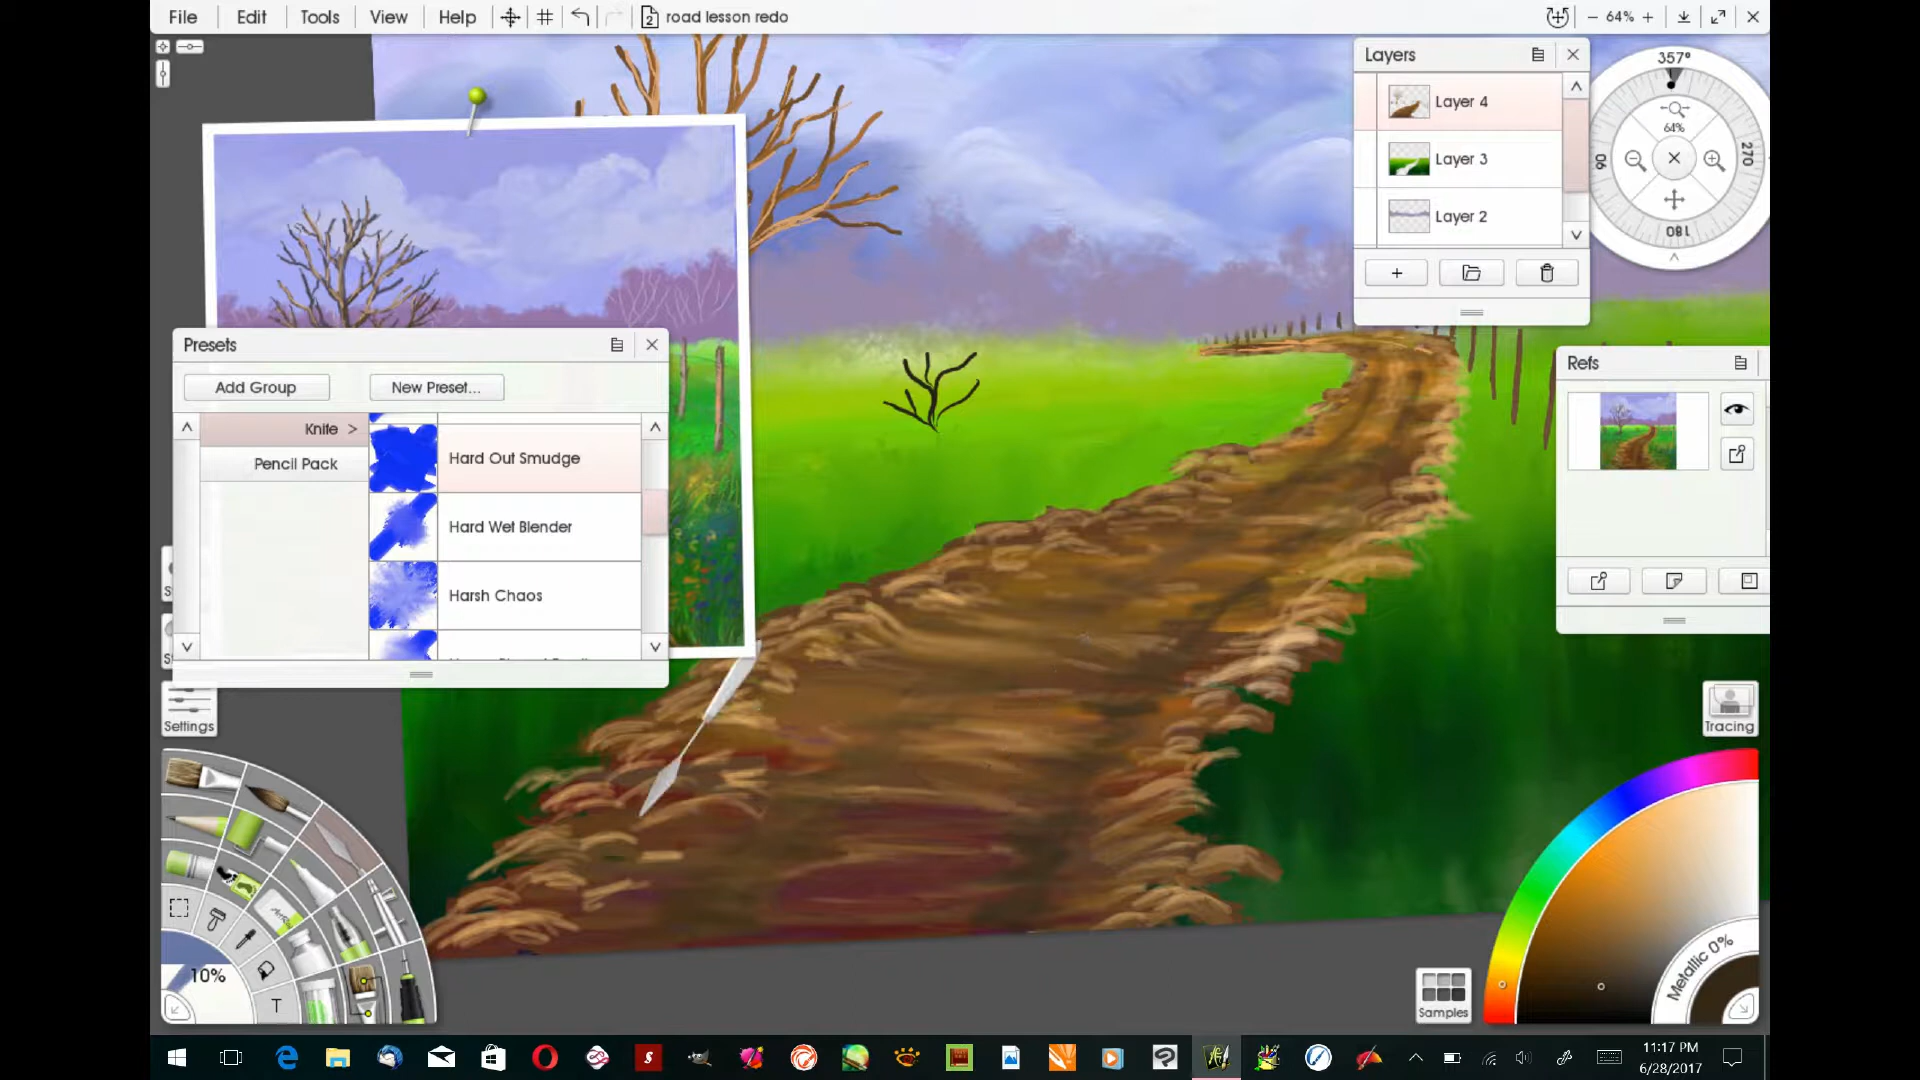 File Edit Tools View Help 2 road lesson redo 64%
Layers
357°
Layer 4
64%
90 270
Layer 3
Layer 2
180
+
Presets
Refs
Add Group New Preset...
Knife > Hard Out Smudge
Pencil Pack
Hard Wet Blender
Harsh Chaos
Settings
Tracing
Metallic 0%
10%
T
Samples
11:17 PM
6/28/2017